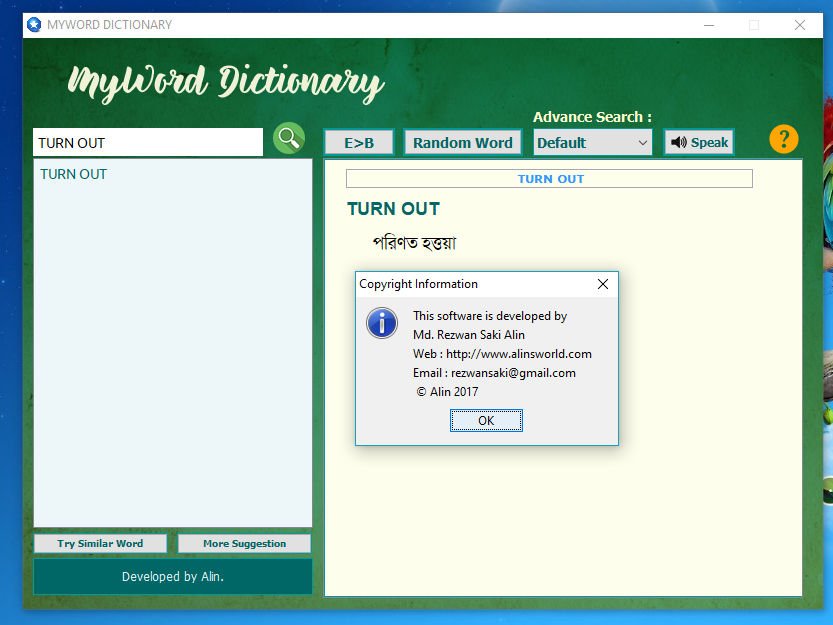 MYWORD DICTIONARY
MyWord Dictionary
Advance Search :
TURN OUT
E>B
Random Word
Default
Speak
?
TURN OUT
TURN OUT
TURN OUT
পরিণত হত্তয়া
Copyright Information
This software is developed by
Md. Rezwan Saki Alin
Web : http://www.alinsworld.com
Email : rezwansaki@gmail.com
© Alin 2017
OK
Try Similar Word
More Suggestion
Developed by Alin.